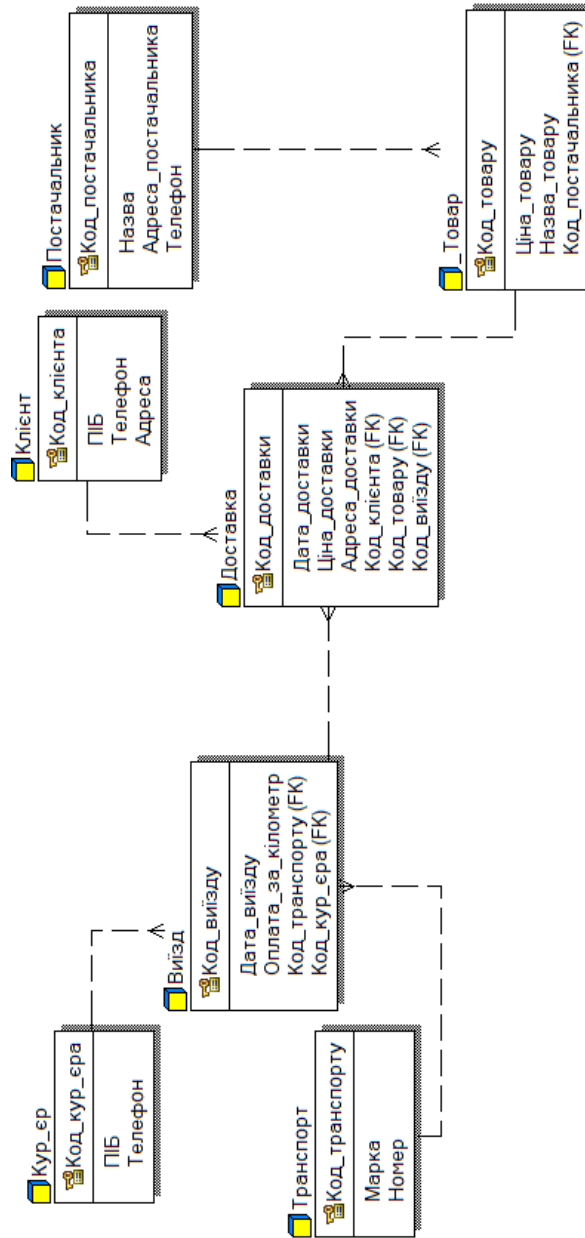 Кур_єр
Код_кур_єра
ПІБ
Телефон
Транспорт
Код_транспорту
Марка
Номер
Виїзд
Код_виїзду
Дата_виїзду
Оплата_за_кілометр
Код_транспорту (FK)
Код_кур_єра (FK)
Клієнт
Код_клієнта
ПІБ
Телефон
Адреса
Доставка
Код_доставки
Дата_доставки
Ціна_доставки
Адреса_доставки
Код_клієнта (FK)
Код_товару (FK)
Код_виїзду (FK)
Постачальник
Код_постачальника
Назва
Адреса_постачальника
Телефон
_Товар
Код_товару
Ціна_товару
Назва_товару
Код_постачальника (FK)